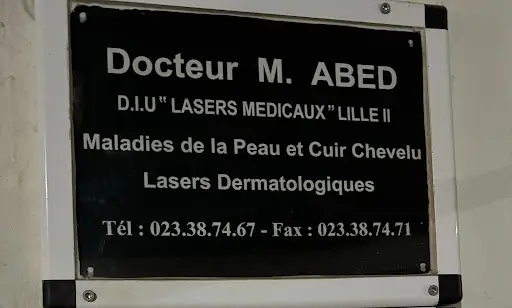 Docteur M. ABED
D.I.U " LASERS MEDICAUX " LILLE II
Maladies de la Peau et Cuir Chevelu
Lasers Dermatologiques
Tél : 023.38.74.67 - Fax : 023.38.74.71